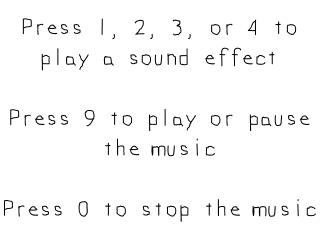 Press 1, 2, 3, or 4 to
play a sound effect
Press 9 to play or pause
the music
Press 0 to stop the music